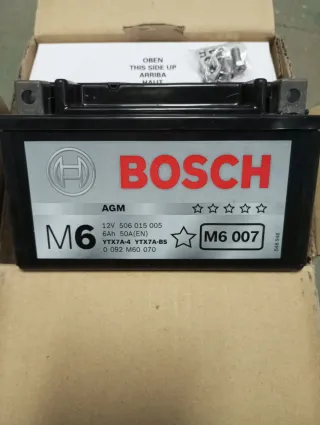 OBEN
THIS SIDE UP
ARRIBA
HAUT
BOSCH
AGM
M6
12V 506 015 005
6Ah 50A(EN)
YTX7A-4 YTX7A-BS
0 092 M60 070
M6 007